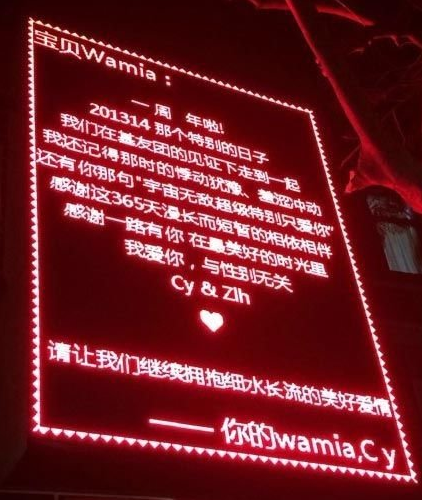 宝贝Wamia：
一 周 年啦!
201314 那个特别的日子
我们在基友团的见证下走到一起
我还记得那时的悸动犹豫、羞涩冲动
还有你那句"宇宙无敌超级特别只爱你"
感谢这365天漫长而短暂的相依相伴
感谢一路有你 在最美好的时光里
我爱你，与性别无关
Cy & Zlh
请让我们继续拥抱细水长流的美好爱情
—— 你的wamia,C y